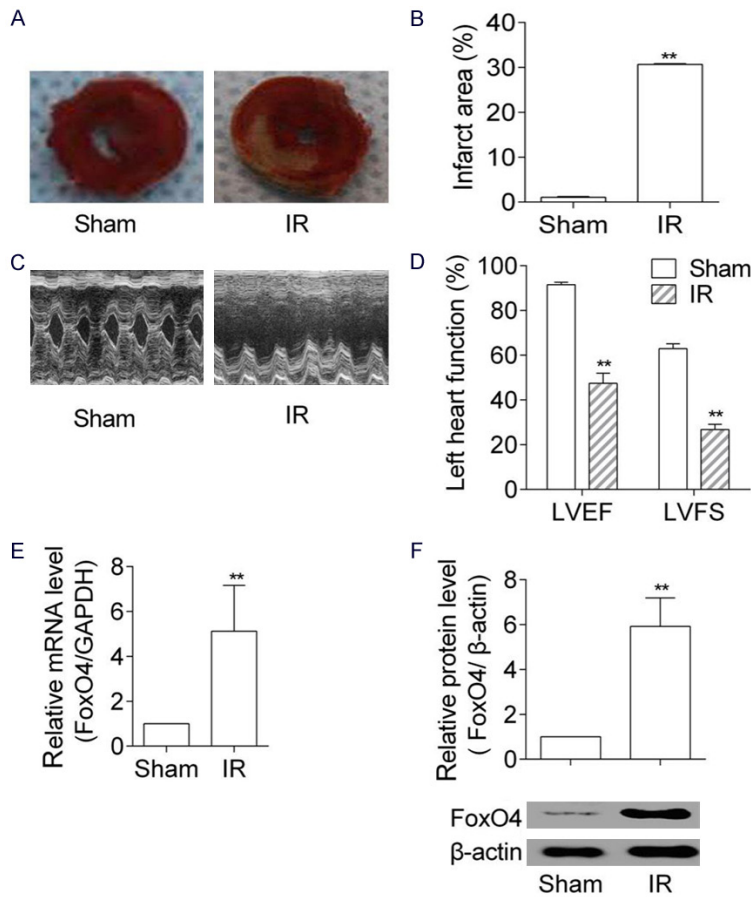 A
Sham
IR
B
Infarct area (%)
40
30
20
10
0
**
Sham
IR
C
Sham
IR
D
Left heart function (%)
100
80
60
40
20
0
Sham
IR
**
**
LVEF
LVFS
E
Relative mRNA level
(FoxO4/GAPDH)
8
6
4
2
0
**
Sham
IR
F
Relative protein level
( FoxO4/ β-actin)
8
6
4
2
0
**
FoxO4
β-actin
Sham
IR